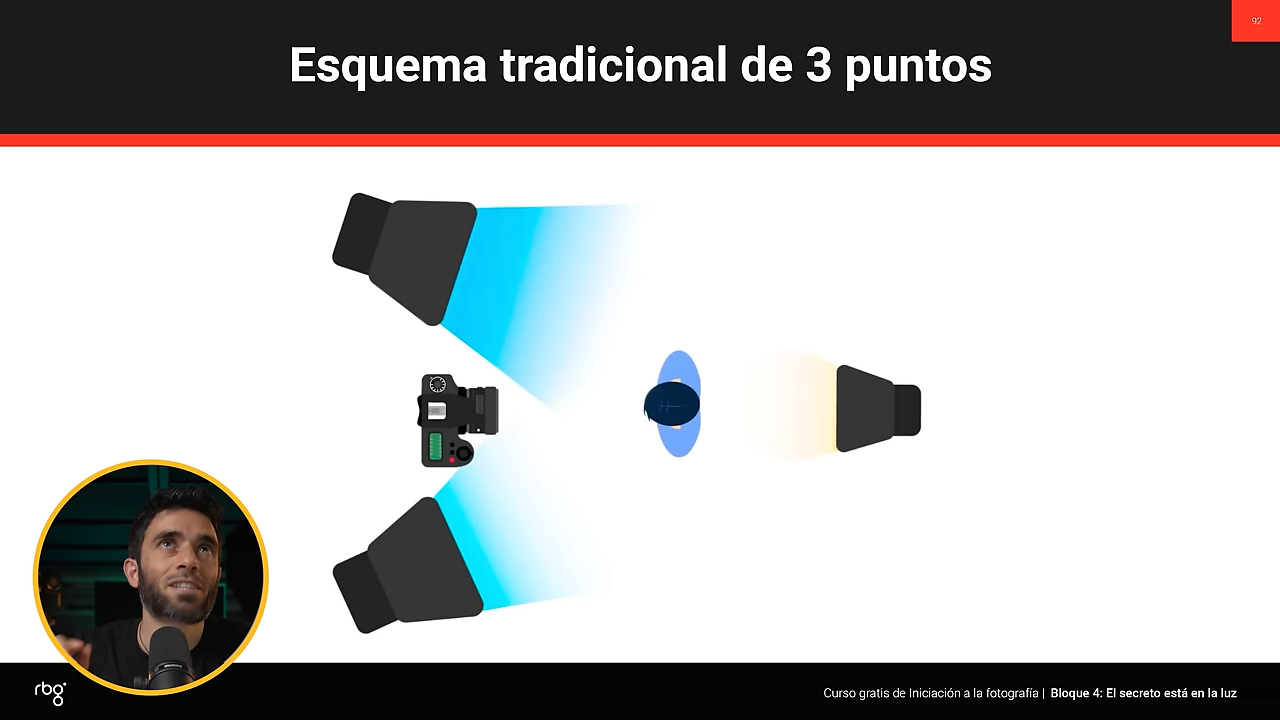 92
Esquema tradicional de 3 puntos
rbg
Curso gratis de Iniciación a la fotografía | Bloque 4: El secreto está en la luz